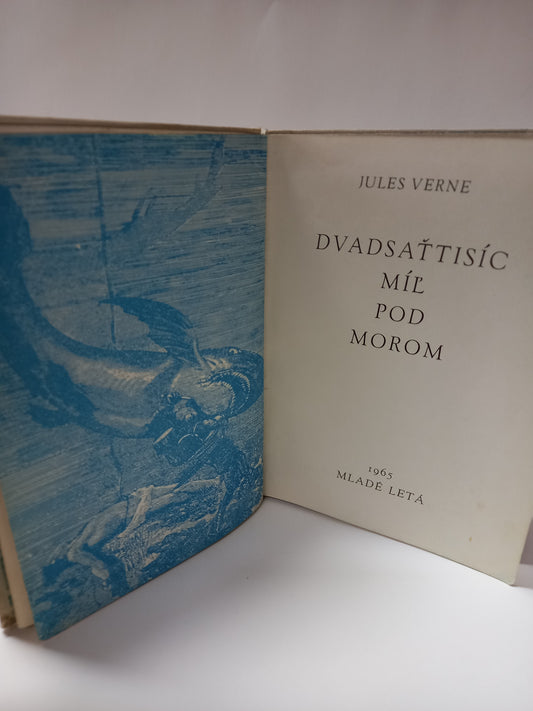 JULES VERNE
DVADSAŤTISÍC
MÍĽ
POD
MOROM
1965
MLADÉ LETÁ